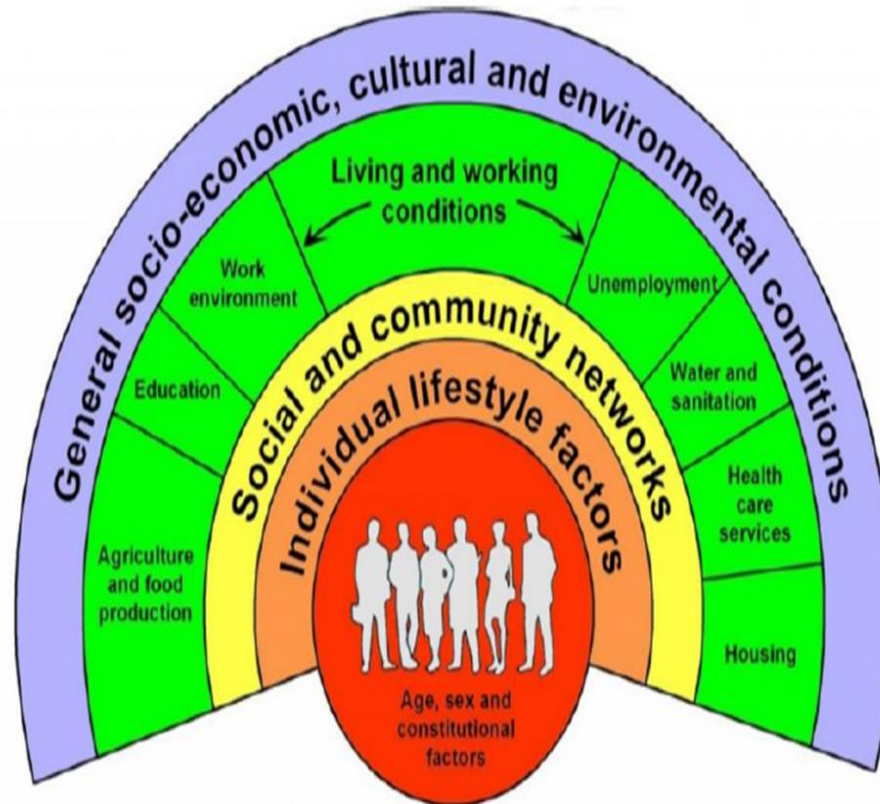 General socio-economic, cultural and environmental conditions
Living and working
conditions
Work
environment
Unemployment
Education
Water and
sanitation
Agriculture
and food
production
Health
care
services
Housing
Social and community networks
Individual lifestyle factors
Age, sex and
constitutional
factors